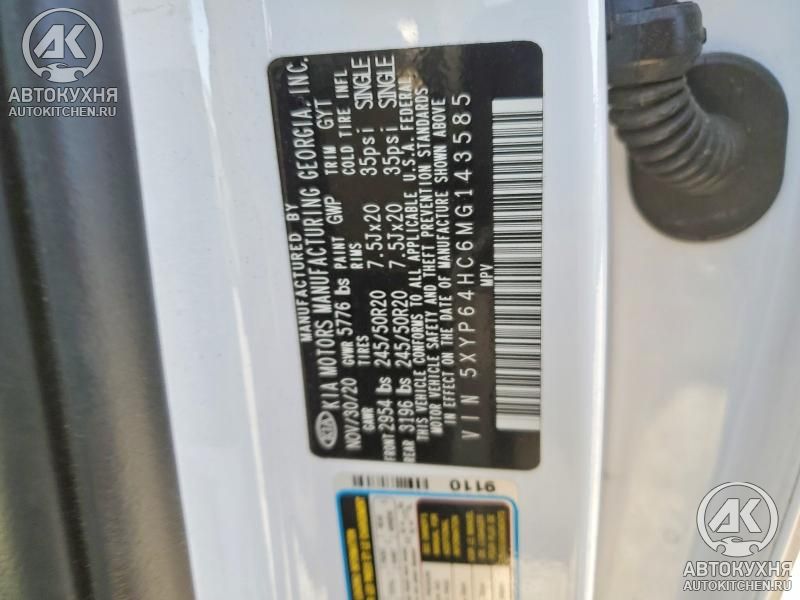 АВТОКУХНЯ
AUTOKITCHEN.RU
MANUFACTURED BY
KIA KIA MOTORS MANUFACTURING GEORGIA, INC.
NOV/30/20 GVWR 5776 lbs PAINT GWP TRIM GYT
GAWR TIRES RIMS COLD TIRE INFL
FRONT 2954 lbs 245/50R20 7.5Jx20 35psi SINGLE
REAR 3196 lbs 245/50R20 7.5Jx20 35psi SINGLE
THIS VEHICLE CONFORMS TO ALL APPLICABLE U.S.A. FEDERAL
MOTOR VEHICLE SAFETY AND THEFT PREVENTION STANDARDS
IN EFFECT ON THE DATE OF MANUFACTURE SHOWN ABOVE
VIN 5XYP64HC6MG143585
MPV
9110
АВТОКУХНЯ
AUTOKITCHEN.RU